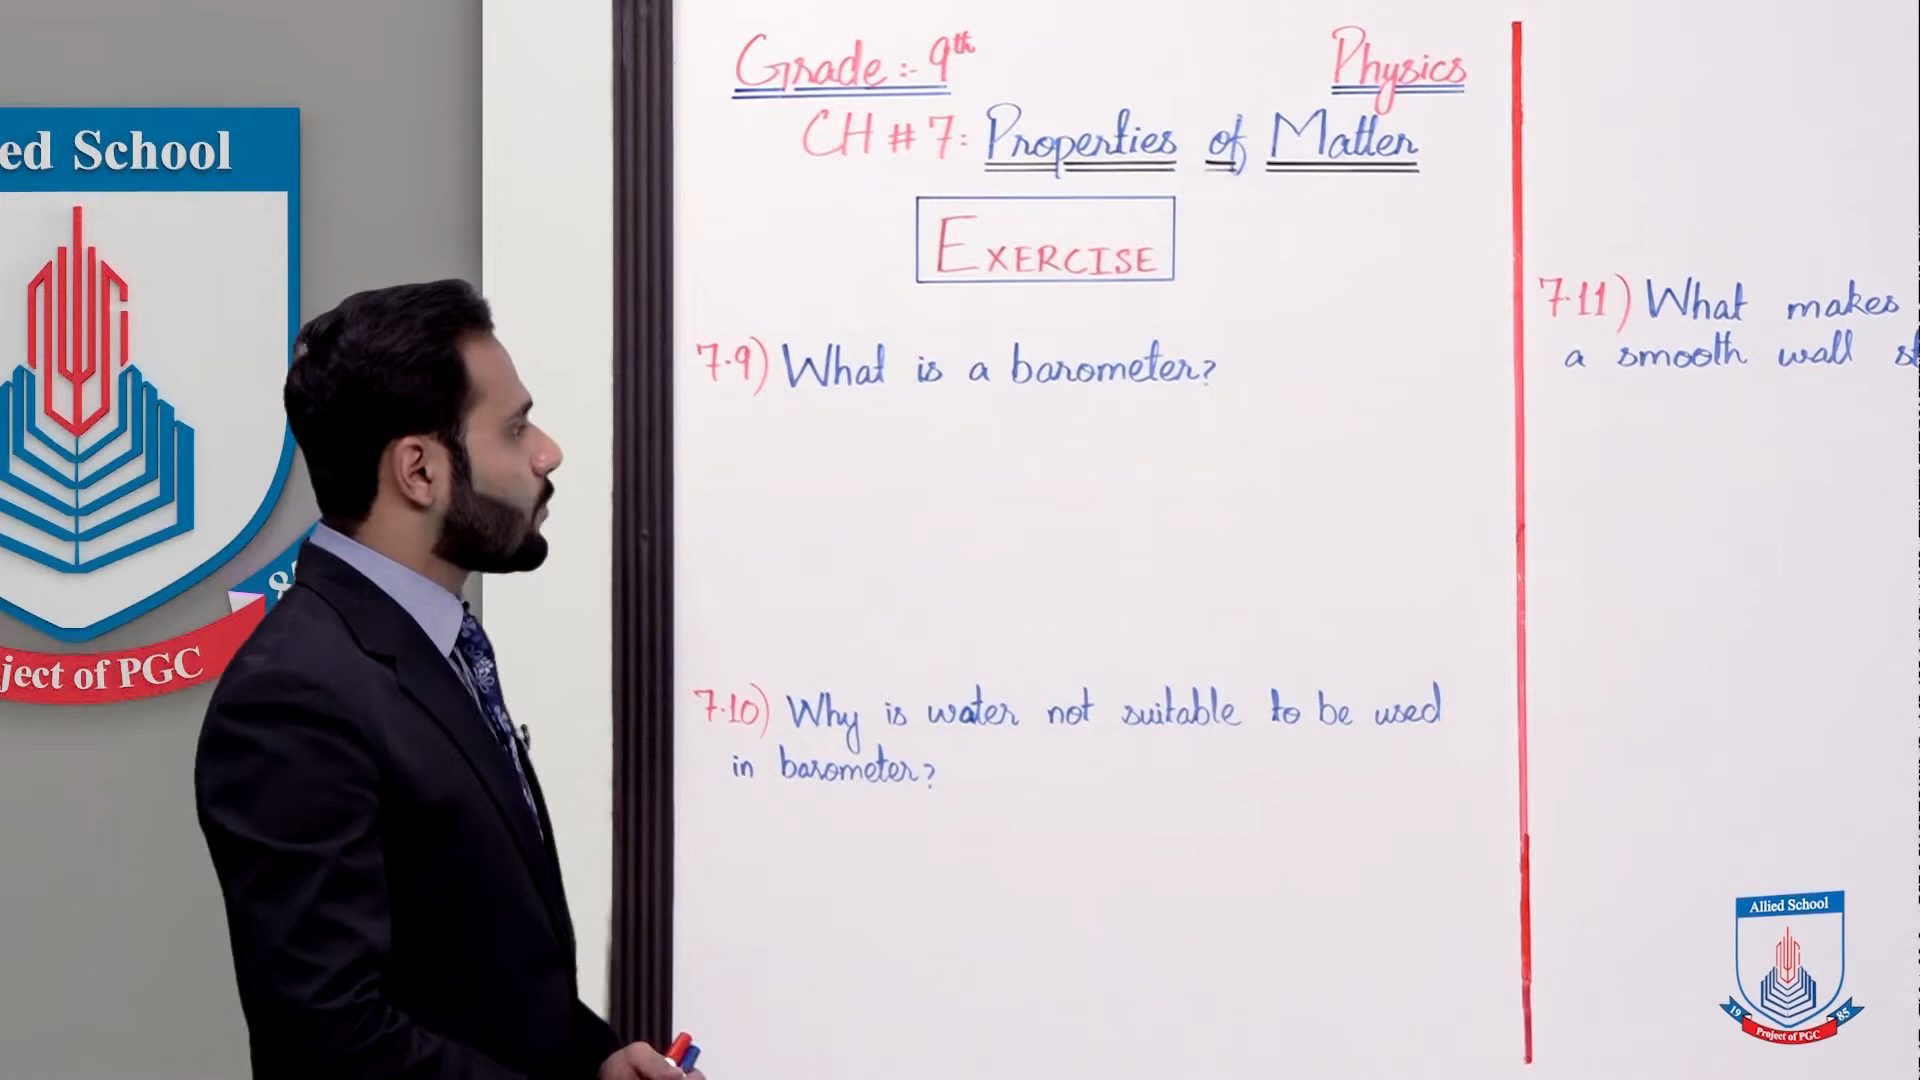 ed School
ject of PGC
Grade:- 9th
Physics
CH # 7: Properties of Matter
EXERCISE
7.9) What is a barometer?
7.10) Why is water not suitable to be used
in barometer?
7.11) What makes
a smooth wall
Allied School
19 85
Project of PGC